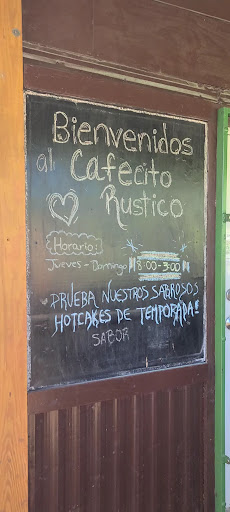 Bienvenidos
al Cafecito
Rustico
Horario:
Jueves - Domingo 8:00-3:00
PRUEBA NUESTROS SABROSOS
HOTCAKES DE TEMPORADA!!
SABOR